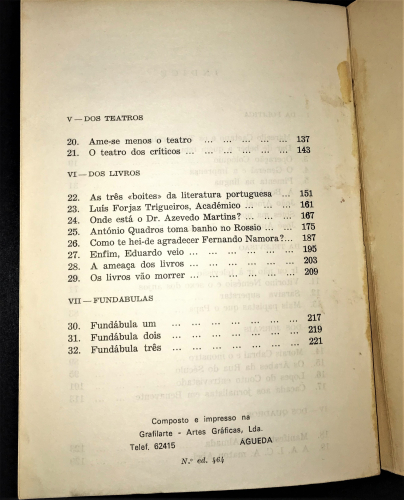 V — DOS TEATROS
20. Ame-se menos o teatro ... ... ... ... ... 137
21. O teatro dos críticos ... ... ... ... ... ... 143
VI — DOS LIVROS
22. As três «boites» da literatura portuguesa ... 151
23. Luís Forjaz Trigueiros, Académico ... ... 161
24. Onde está o Dr. Azevedo Martins? ... ... 167
25. António Quadros toma banho no Rossio ... 175
26. Como te hei-de agradecer Fernando Namora?... 187
27. Enfim, Eduardo veio ... ... ... ... ... 195
28. A ameaça dos livros ... ... ... ... ... 203
29. Os livros vão morrer ... ... ... ... ... 209
VII — FUNDÁBULAS
30. Fundábula um ... ... ... ... ... ... ... 217
31. Fundábula dois ... ... ... ... ... ... ... 219
32. Fundábula três ... ... ... ... ... ... ... 221
Composto e impresso na
Grafilarte - Artes Gráficas, Lda.
Telef. 62415 ÁGUEDA
N.º ed. 464